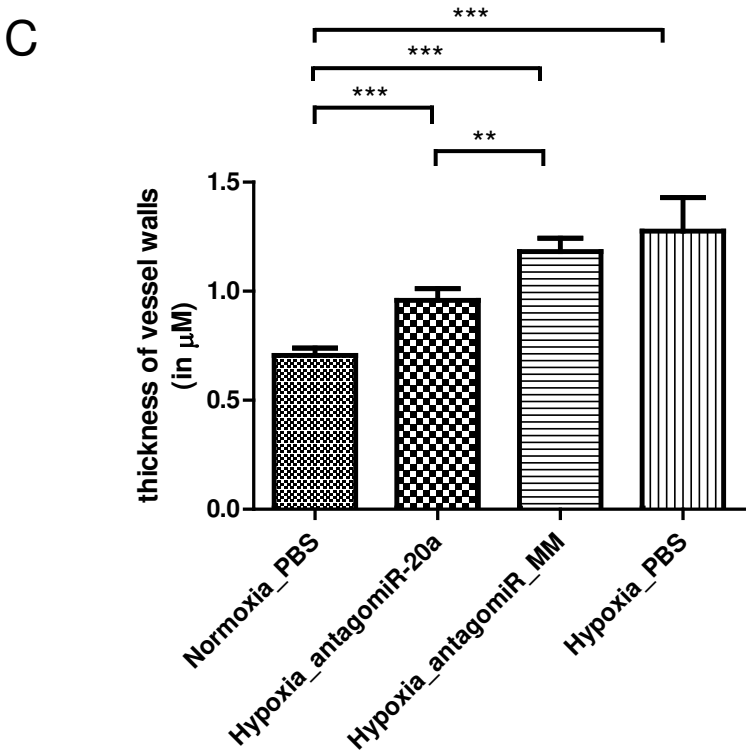 C
***
***
***
**
thickness of vessel walls
(in μM)
1.5
1.0
0.5
0.0
Normoxia_PBS
Hypoxia_antagomiR-20a
Hypoxia_antagomiR_MM
Hypoxia_PBS